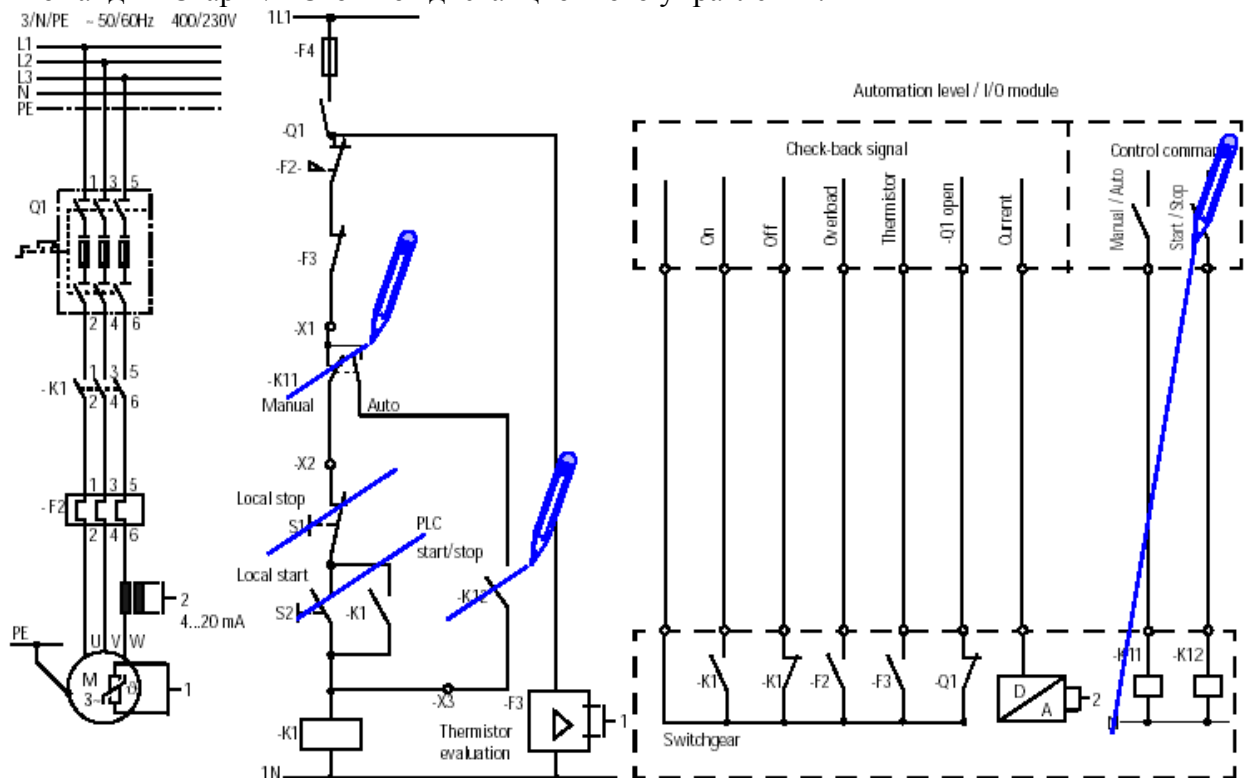 3/N/PE ~ 50/60Hz 400/230V
L1
L2
L3
N
PE
Q1
1 3 5
2 4 6
-K1
1 3 5
2 4 6
-F2
1 3 5
2 4 6
2
4...20 mA
PE
U V W
M
3~
ϑ
1
1L1
-F4
-Q1
-F2-
-F3
-X1
-K11
Manual
Auto
-X2
Local stop
S1
PLC
start/stop
Local start
S2
-K1
-K12
-X3
-F3
-K1
Thermistor
evaluation
1
1N
Automation level / I/O module
Check-back signal
On
Off
Overload
Thermistor
-Q1 open
Current
Manual / Auto
Start / Stop
Control comman
-K1
-K1
-F2
-F3
-Q1
D
A
2
-K11
-K12
Switchgear